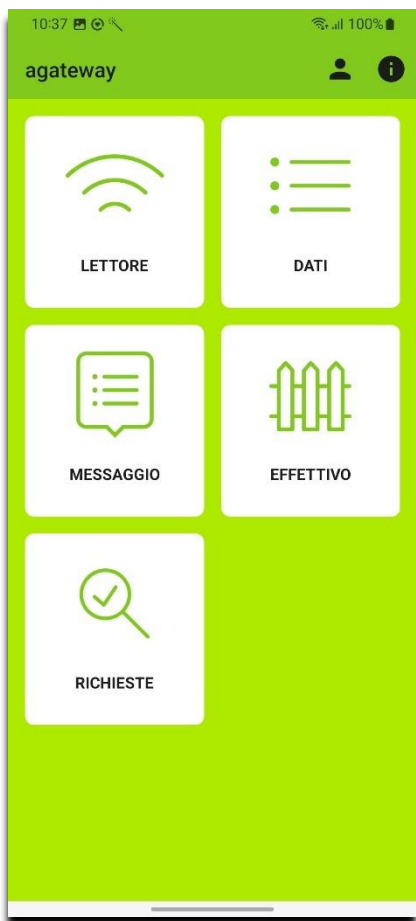 10:37 100%
agateway
LETTORE DATI
MESSAGGIO EFFETTIVO
RICHIESTE